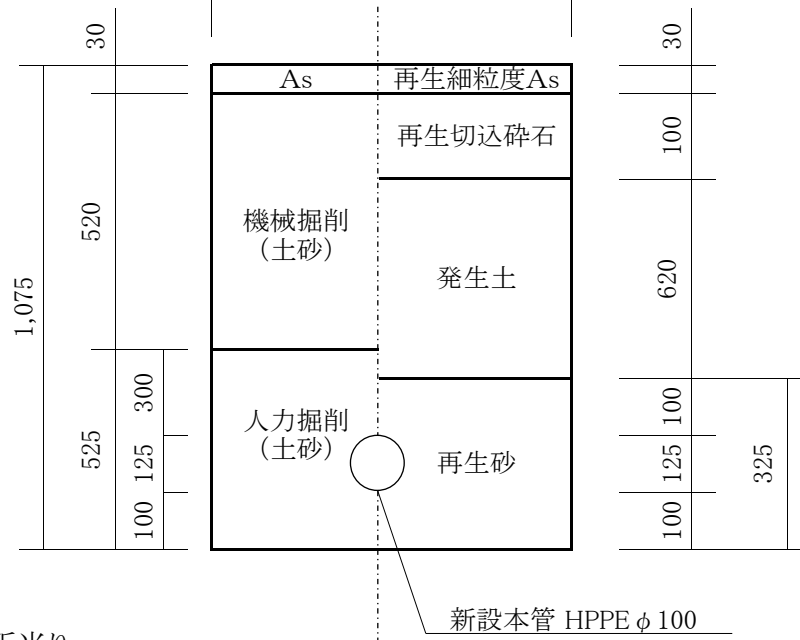 30
30
As
再生細粒度As
再生切込砕石
100
520
機械掘削
(土砂)
発生土
620
1,075
300
人力掘削
(土砂)
100
525
125
再生砂
125
325
100
100
新設本管 HPPEφ100